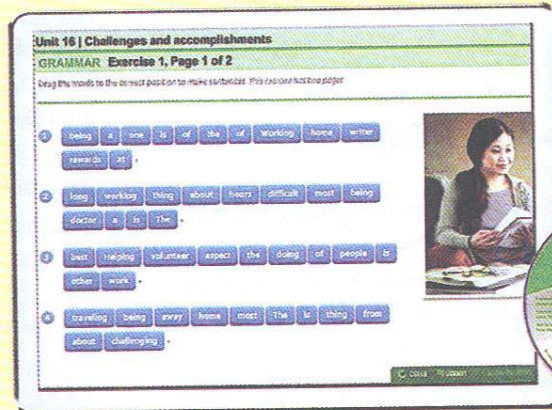 Unit 16 | Challenges and accomplishments
GRAMMAR Exercise 1, Page 1 of 2
Drag the words to the correct position to make sentences. This exercise has two pages.
1 being a one is of the of Working home writer
rewards at .
2 long working thing about hours difficult most being
doctor a is The .
3 best Helping volunteer aspect the doing of people is
other work .
4 traveling being away home most The is thing from
about challenging .